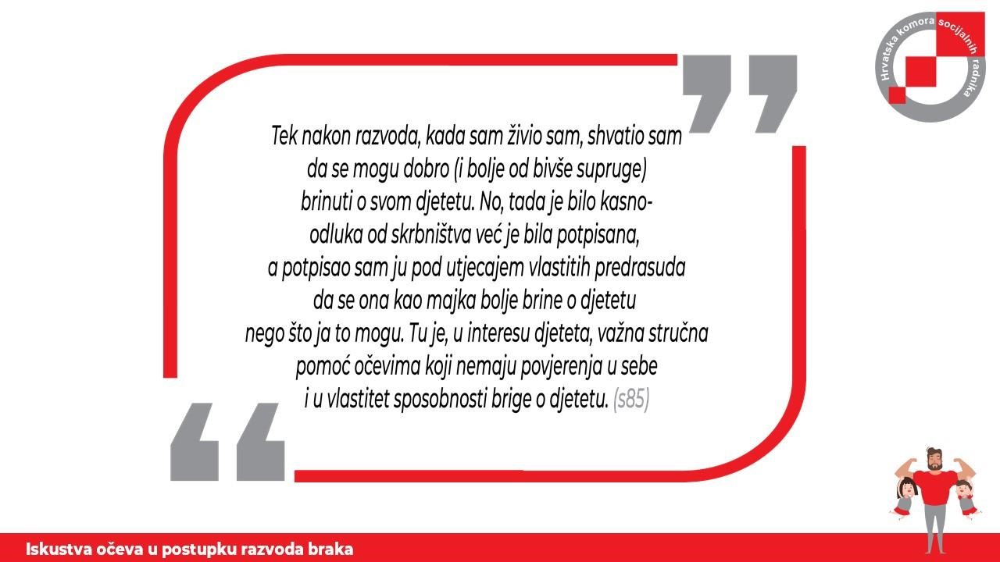 Hrvatska komora socijalnih radnika
Tek nakon razvoda, kada sam živio sam, shvatio sam
da se mogu dobro (i bolje od bivše supruge)
brinuti o svom djetetu. No, tada je bilo kasno-
odluka od skrbništva već je bila potpisana,
a potpisao sam ju pod utjecajem vlastitih predrasuda
da se ona kao majka bolje brine o djetetu
nego što ja to mogu. Tu je, u interesu djeteta, važna stručna
pomoć očevima koji nemaju povjerenja u sebe
i u vlastitet sposobnosti brige o djetetu. (s85)
Iskustva očeva u postupku razvoda braka